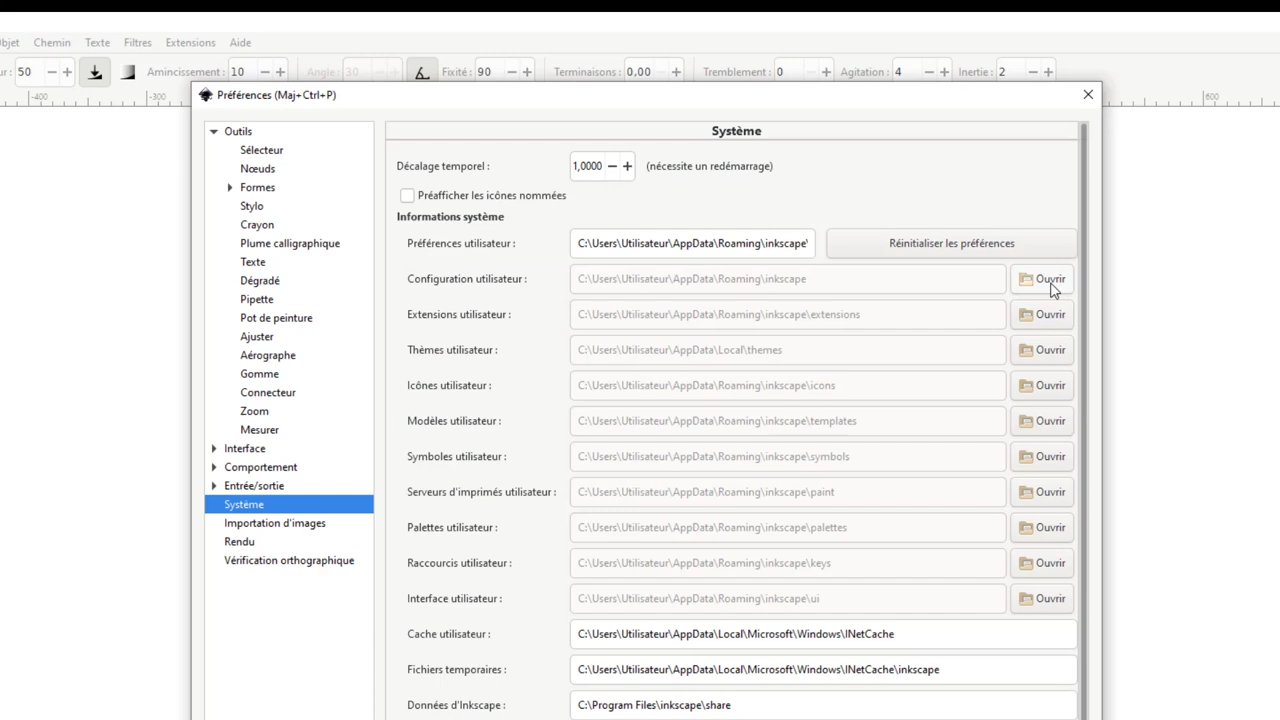 bjet Chemin Texte Filtres Extensions Aide
ur : 50 Amincissement : 10 Angle : 30 Fixité : 90 Terminaisons : 0,00 Tremblement : 0 Agitation : 4 Inertie : 2
-400 -300 600
Préférences (Maj+Ctrl+P)
Outils
Sélecteur
Nœuds
Formes
Stylo
Crayon
Plume calligraphique
Texte
Dégradé
Pipette
Pot de peinture
Ajuster
Aérographe
Gomme
Connecteur
Zoom
Mesurer
Interface
Comportement
Entrée/sortie
Système
Importation d'images
Rendu
Vérification orthographique
Système
Décalage temporel : 1,0000 (nécessite un redémarrage)
Préafficher les icônes nommées
Informations système
Préférences utilisateur : C:\Users\Utilisateur\AppData\Roaming\inkscape\ Réinitialiser les préférences
Configuration utilisateur : C:\Users\Utilisateur\AppData\Roaming\inkscape Ouvrir
Extensions utilisateur : C:\Users\Utilisateur\AppData\Roaming\inkscape\extensions Ouvrir
Thèmes utilisateur : C:\Users\Utilisateur\AppData\Local\themes Ouvrir
Icônes utilisateur : C:\Users\Utilisateur\AppData\Roaming\inkscape\icons Ouvrir
Modèles utilisateur : C:\Users\Utilisateur\AppData\Roaming\inkscape\templates Ouvrir
Symboles utilisateur : C:\Users\Utilisateur\AppData\Roaming\inkscape\symbols Ouvrir
Serveurs d'imprimés utilisateur : C:\Users\Utilisateur\AppData\Roaming\inkscape\paint Ouvrir
Palettes utilisateur : C:\Users\Utilisateur\AppData\Roaming\inkscape\palettes Ouvrir
Raccourcis utilisateur : C:\Users\Utilisateur\AppData\Roaming\inkscape\keys Ouvrir
Interface utilisateur : C:\Users\Utilisateur\AppData\Roaming\inkscape\ui Ouvrir
Cache utilisateur : C:\Users\Utilisateur\AppData\Local\Microsoft\Windows\INetCache
Fichiers temporaires : C:\Users\Utilisateur\AppData\Local\Microsoft\Windows\INetCache\inkscape
Données d'Inkscape : C:\Program Files\inkscape\share